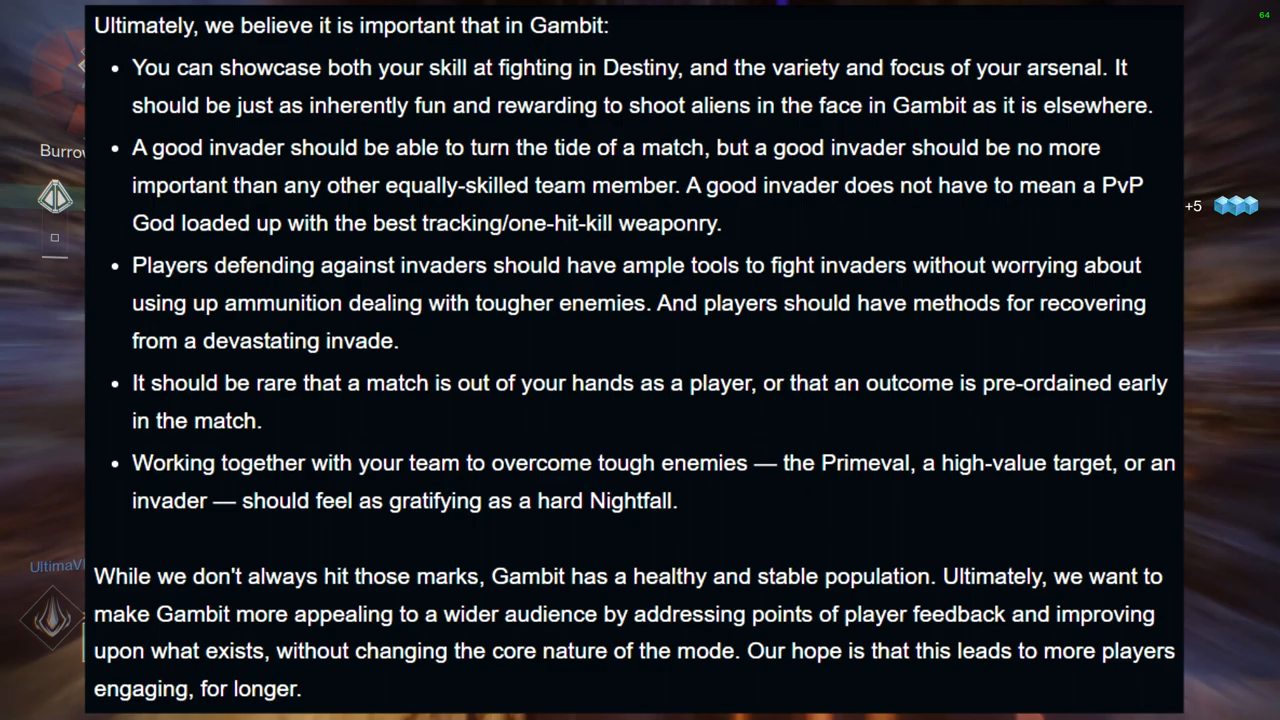 64
Ultimately, we believe it is important that in Gambit:
• You can showcase both your skill at fighting in Destiny, and the variety and focus of your arsenal. It
should be just as inherently fun and rewarding to shoot aliens in the face in Gambit as it is elsewhere.
• A good invader should be able to turn the tide of a match, but a good invader should be no more
important than any other equally-skilled team member. A good invader does not have to mean a PvP
God loaded up with the best tracking/one-hit-kill weaponry.
• Players defending against invaders should have ample tools to fight invaders without worrying about
using up ammunition dealing with tougher enemies. And players should have methods for recovering
from a devastating invade.
• It should be rare that a match is out of your hands as a player, or that an outcome is pre-ordained early
in the match.
• Working together with your team to overcome tough enemies — the Primeval, a high-value target, or an
invader — should feel as gratifying as a hard Nightfall.
While we don't always hit those marks, Gambit has a healthy and stable population. Ultimately, we want to
make Gambit more appealing to a wider audience by addressing points of player feedback and improving
upon what exists, without changing the core nature of the mode. Our hope is that this leads to more players
engaging, for longer.
Burrow
+5
UltimaV